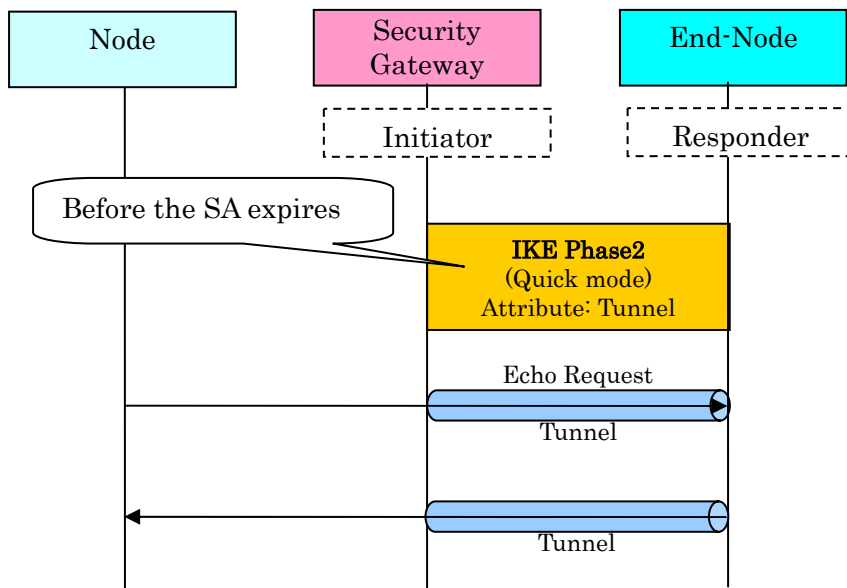 Node
Security
Gateway
End-Node
Initiator
Responder
Before the SA expires
IKE Phase2
(Quick mode)
Attribute: Tunnel
Echo Request
Tunnel
Tunnel